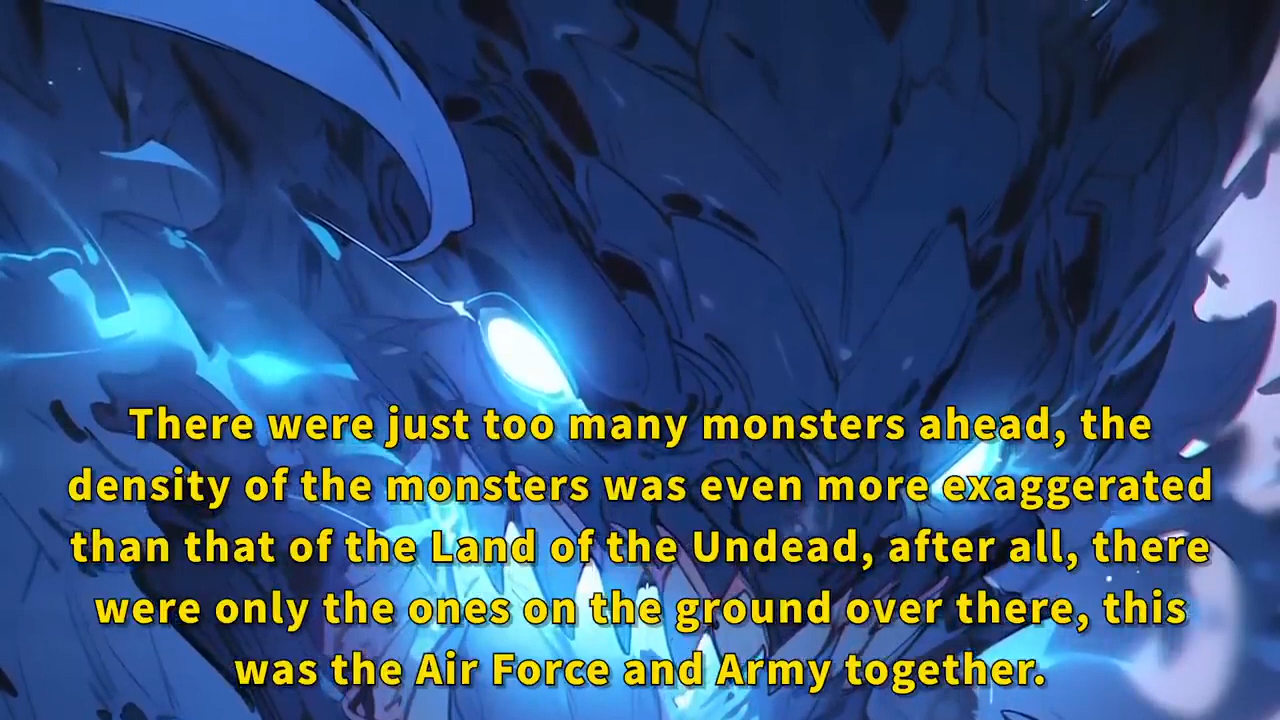 There were just too many monsters ahead, the
density of the monsters was even more exaggerated
than that of the Land of the Undead, after all, there
were only the ones on the ground over there, this
was the Air Force and Army together.